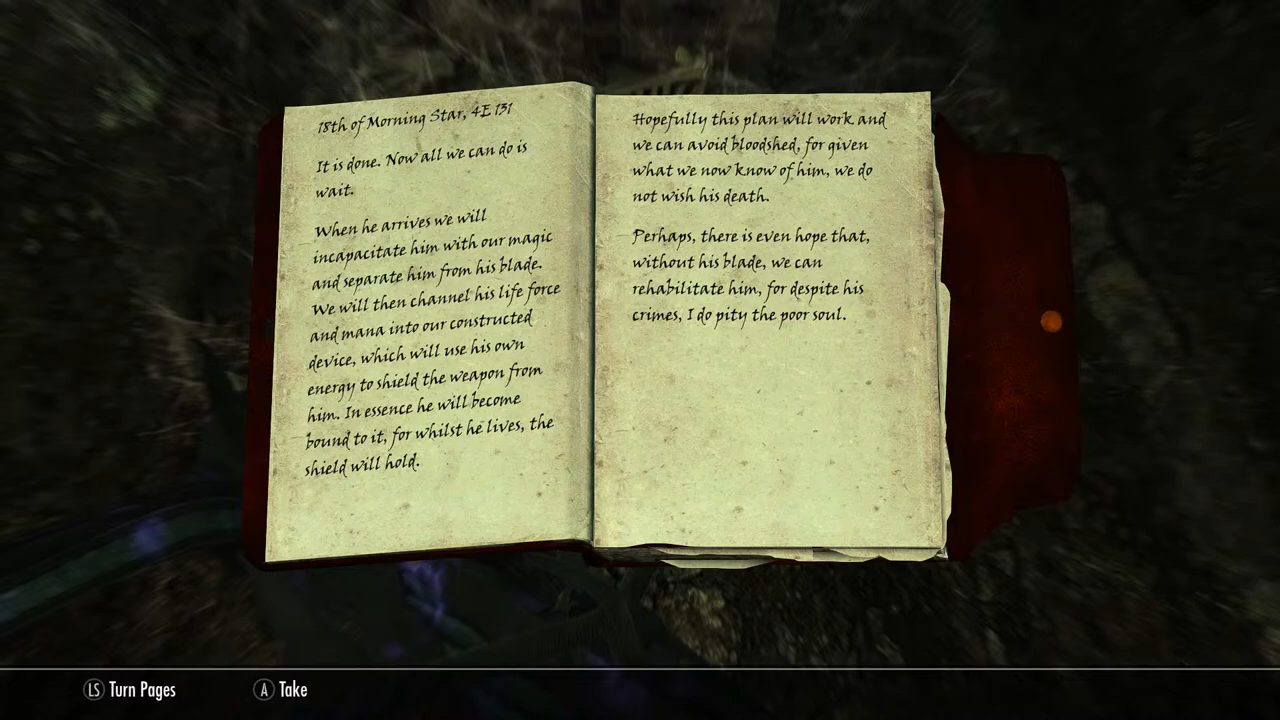 18th of Morning Star, 4E 131
It is done. Now all we can do is
wait.
When he arrives we will
incapacitate him with our magic
and separate him from his blade.
We will then channel his life force
and mana into our constructed
device, which will use his own
energy to shield the weapon from
him. In essence he will become
bound to it, for whilst he lives, the
shield will hold.
Hopefully this plan will work and
we can avoid bloodshed, for given
what we now know of him, we do
not wish his death.
Perhaps, there is even hope that,
without his blade, we can
rehabilitate him, for despite his
crimes, I do pity the poor soul.
LS Turn Pages
A Take